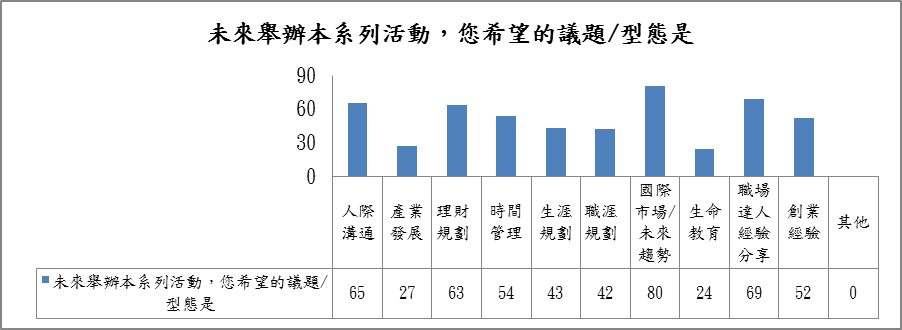 未來舉辦本系列活動，您希望的議題/型態是
90
60
30
0
人際
溝通
產業
發展
理財
規劃
時間
管理
生涯
規劃
職涯
規劃
國際
市場/
未來
趨勢
生命
教育
職場
達人
經驗
分享
創業
經驗
其他
未來舉辦本系列活動，您希望的議題/
型態是
65 27 63 54 43 42 80 24 69 52 0